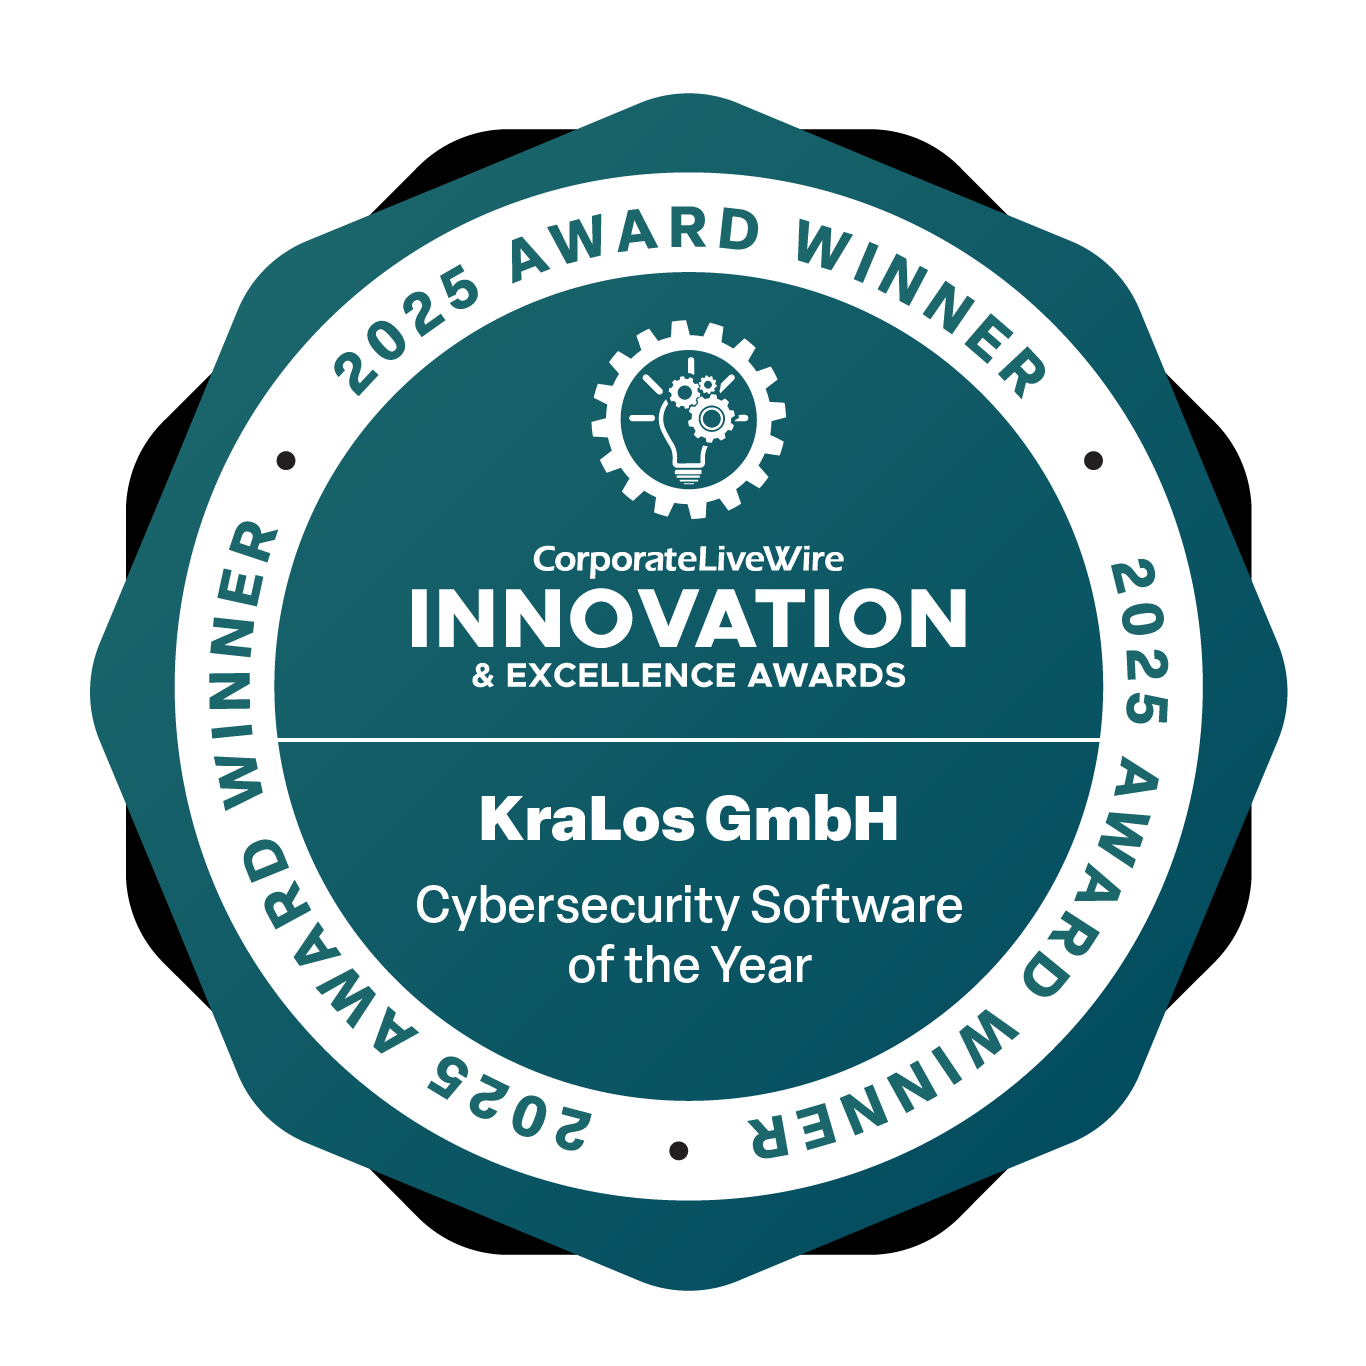 2025 AWARD WINNER
2025 AWARD WINNER
2025 AWARD WINNER
CorporateLiveWire
INNOVATION
& EXCELLENCE AWARDS
KraLos GmbH
Cybersecurity Software
of the Year